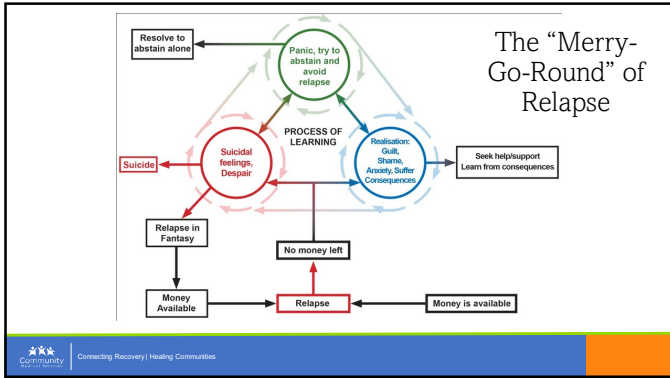 The “Merry-
Go-Round” of
Relapse
Resolve to
abstain alone
Panic, try to
abstain and
avoid
relapse
PROCESS OF
LEARNING
Suicidal
feelings,
Despair
Realisation:
Guilt,
Shame,
Anxiety, Suffer
Consequences
Suicide
Seek help/support
Learn from consequences
Relapse in
Fantasy
No money left
Money
Available
Relapse
Money is available
Community
Medical Services
Connecting Recovery | Healing Communities